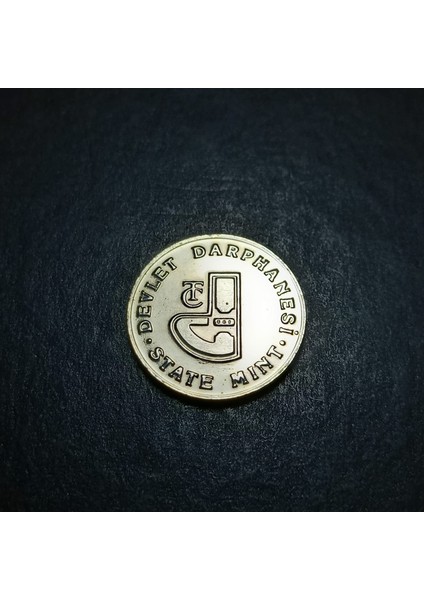 · DEVLET DARPHANESİ ·
TC
STATE MINT